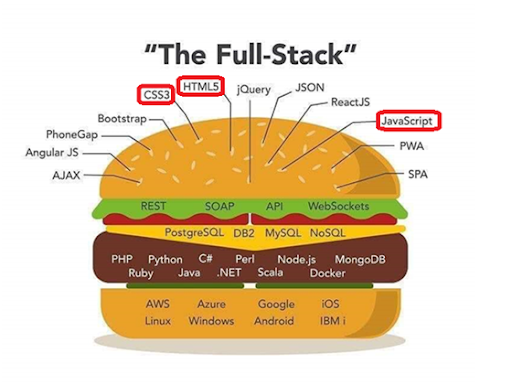 "The Full-Stack"
HTML5
CSS3
jQuery
JSON
ReactJS
Bootstrap
JavaScript
PhoneGap
PWA
Angular JS
AJAX
SPA
REST SOAP API WebSockets
PostgreSQL DB2 MySQL NoSQL
PHP Python C# Perl Node.js MongoDB
Ruby Java .NET Scala Docker
AWS Azure Google iOS
Linux Windows Android IBM i